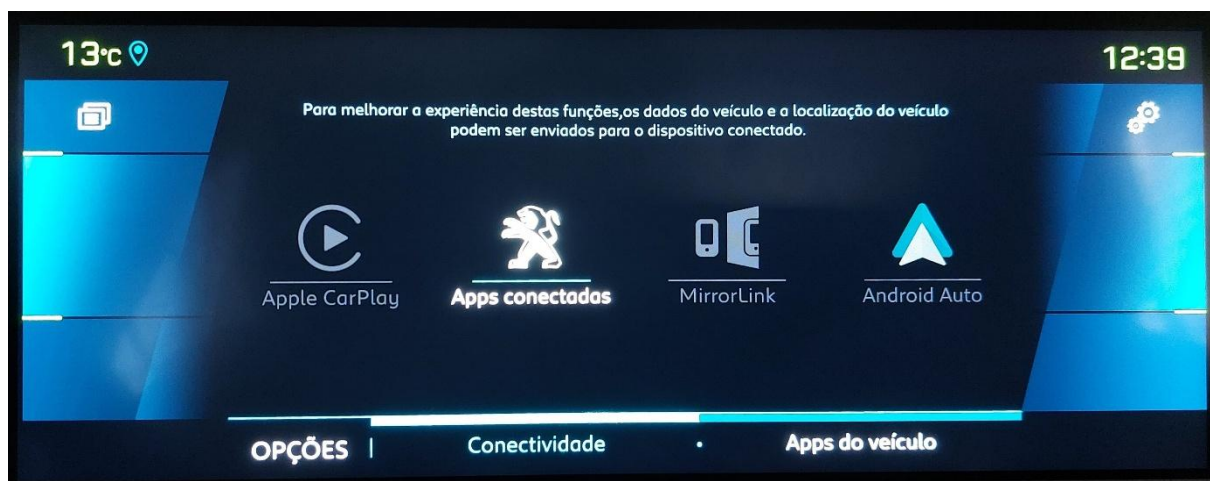 13°C
12:39
Para melhorar a experiência destas funções,os dados do veículo e a localização do veículo
podem ser enviados para o dispositivo conectado.
Apple CarPlay
Apps conectadas
MirrorLink
Android Auto
OPÇÕES | Conectividade • Apps do veículo